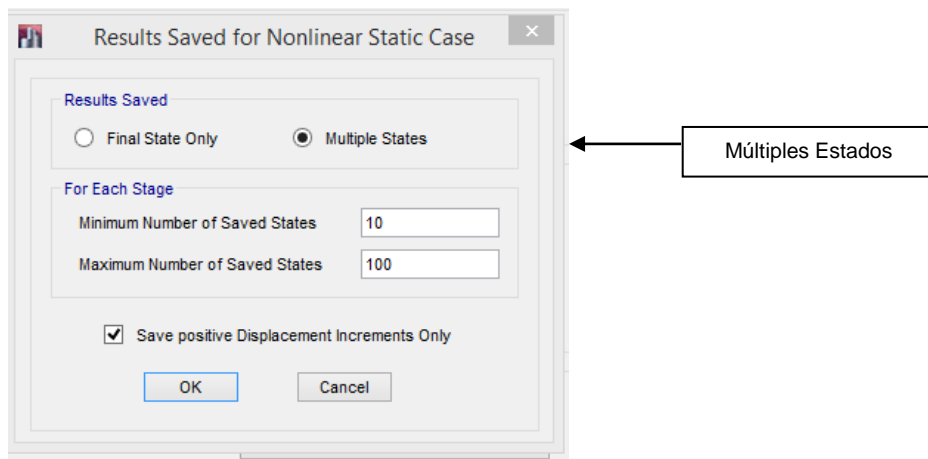 Results Saved for Nonlinear Static Case
Results Saved
Final State Only
Multiple States
For Each Stage
Minimum Number of Saved States
10
Maximum Number of Saved States
100
Save positive Displacement Increments Only
OK
Cancel
Múltiples Estados